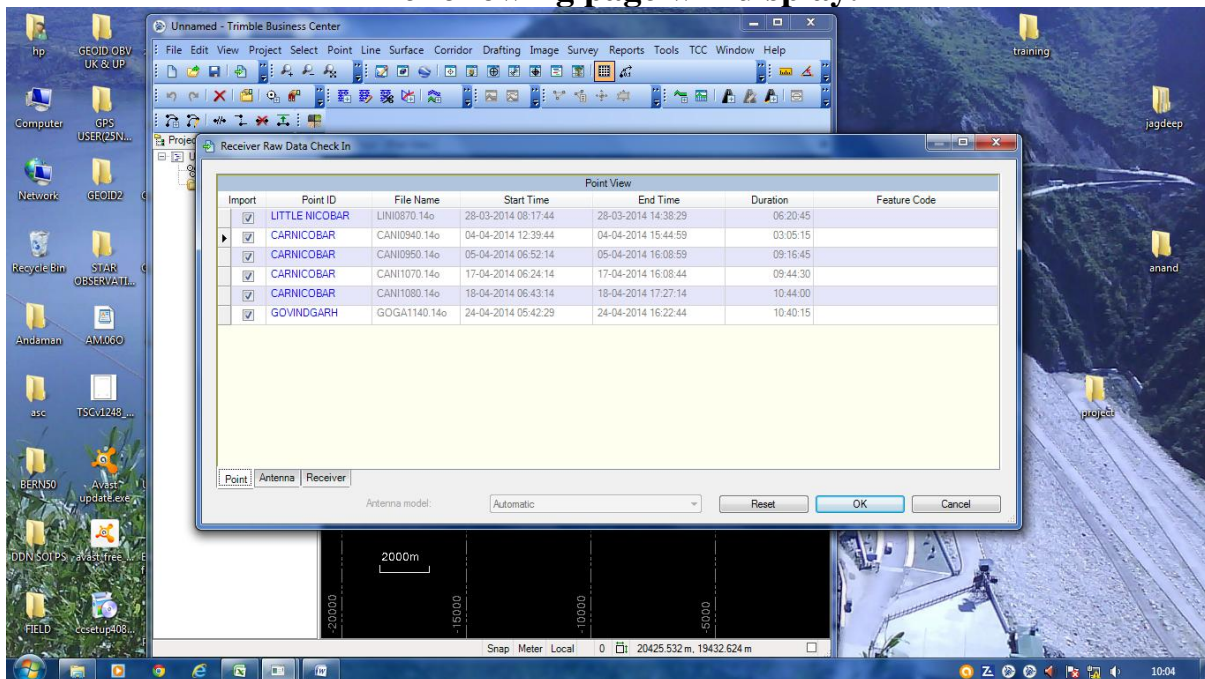 Unnamed - Trimble Business Center
File Edit View Project Select Point Line Surface Corridor Drafting Image Survey Reports Tools TCC Window Help
Receiver Raw Data Check In
Point View
Import Point ID File Name Start Time End Time Duration Feature Code
LITTLE NICOBAR LINI0870.14o 28-03-2014 08:17:44 28-03-2014 14:38:29 06:20:45
CARNICOBAR CANI0940.14o 04-04-2014 12:39:44 04-04-2014 15:44:59 03:05:15
CARNICOBAR CANI0950.14o 05-04-2014 06:52:14 05-04-2014 16:08:59 09:16:45
CARNICOBAR CANI1070.14o 17-04-2014 06:24:14 17-04-2014 16:08:44 09:44:30
CARNICOBAR CANI1080.14o 18-04-2014 06:43:14 18-04-2014 17:27:14 10:44:00
GOVINDGARH GOGA1140.14o 24-04-2014 05:42:29 24-04-2014 16:22:44 10:40:15
Point Antenna Receiver
Antenna model: Automatic Reset OK Cancel
2000m
-20000 -15000 -10000 -5000
Snap Meter Local 0 20425.532 m, 19432.624 m
hp
GEOID OBV
UK & UP
Computer
GPS
USER(25N...
Network
GEOID2
Recycle Bin
STAR
OBSERVATI...
Andaman
AM.06O
asc
TSCv1248_...
BERN50
Avast
update.exe
DDN SOI PS
avast_free_...
FIELD
ccsetup408...
training
jagdeep
anand
project
10:04